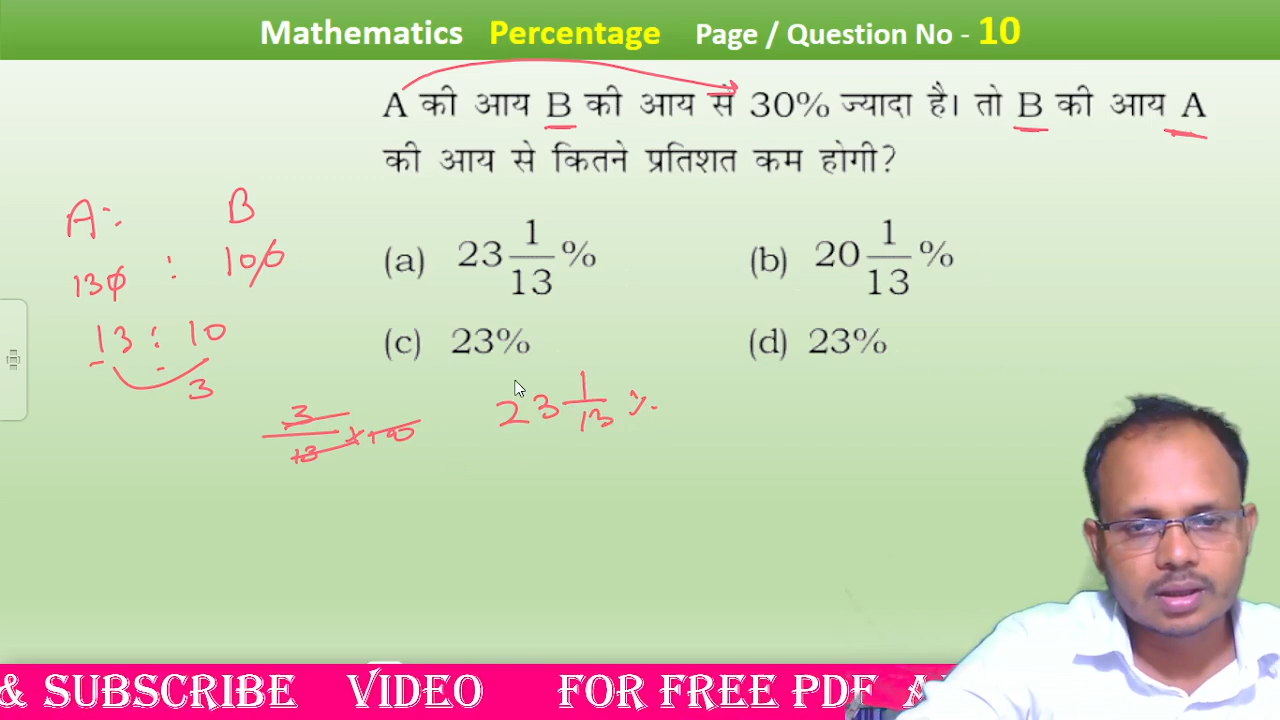 Mathematics Percentage Page / Question No - 10
A की आय B की आय से 30% ज्यादा है। तो B की आय A
की आय से कितने प्रतिशत कम होगी?
(a) 23 1/13 % (b) 20 1/13 %
(c) 23% (d) 23%
A : B
130 : 100
13 : 10
3
3/13 × 100
23 1/13 %
& SUBSCRIBE VIDEO FOR FREE PDF